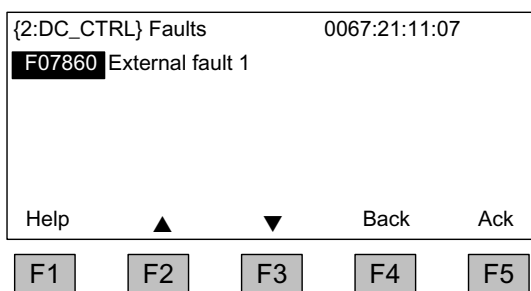 {2:DC_CTRL} Faults 0067:21:11:07
F07860 External fault 1
Help ▲ ▼ Back Ack
F1 F2 F3 F4 F5